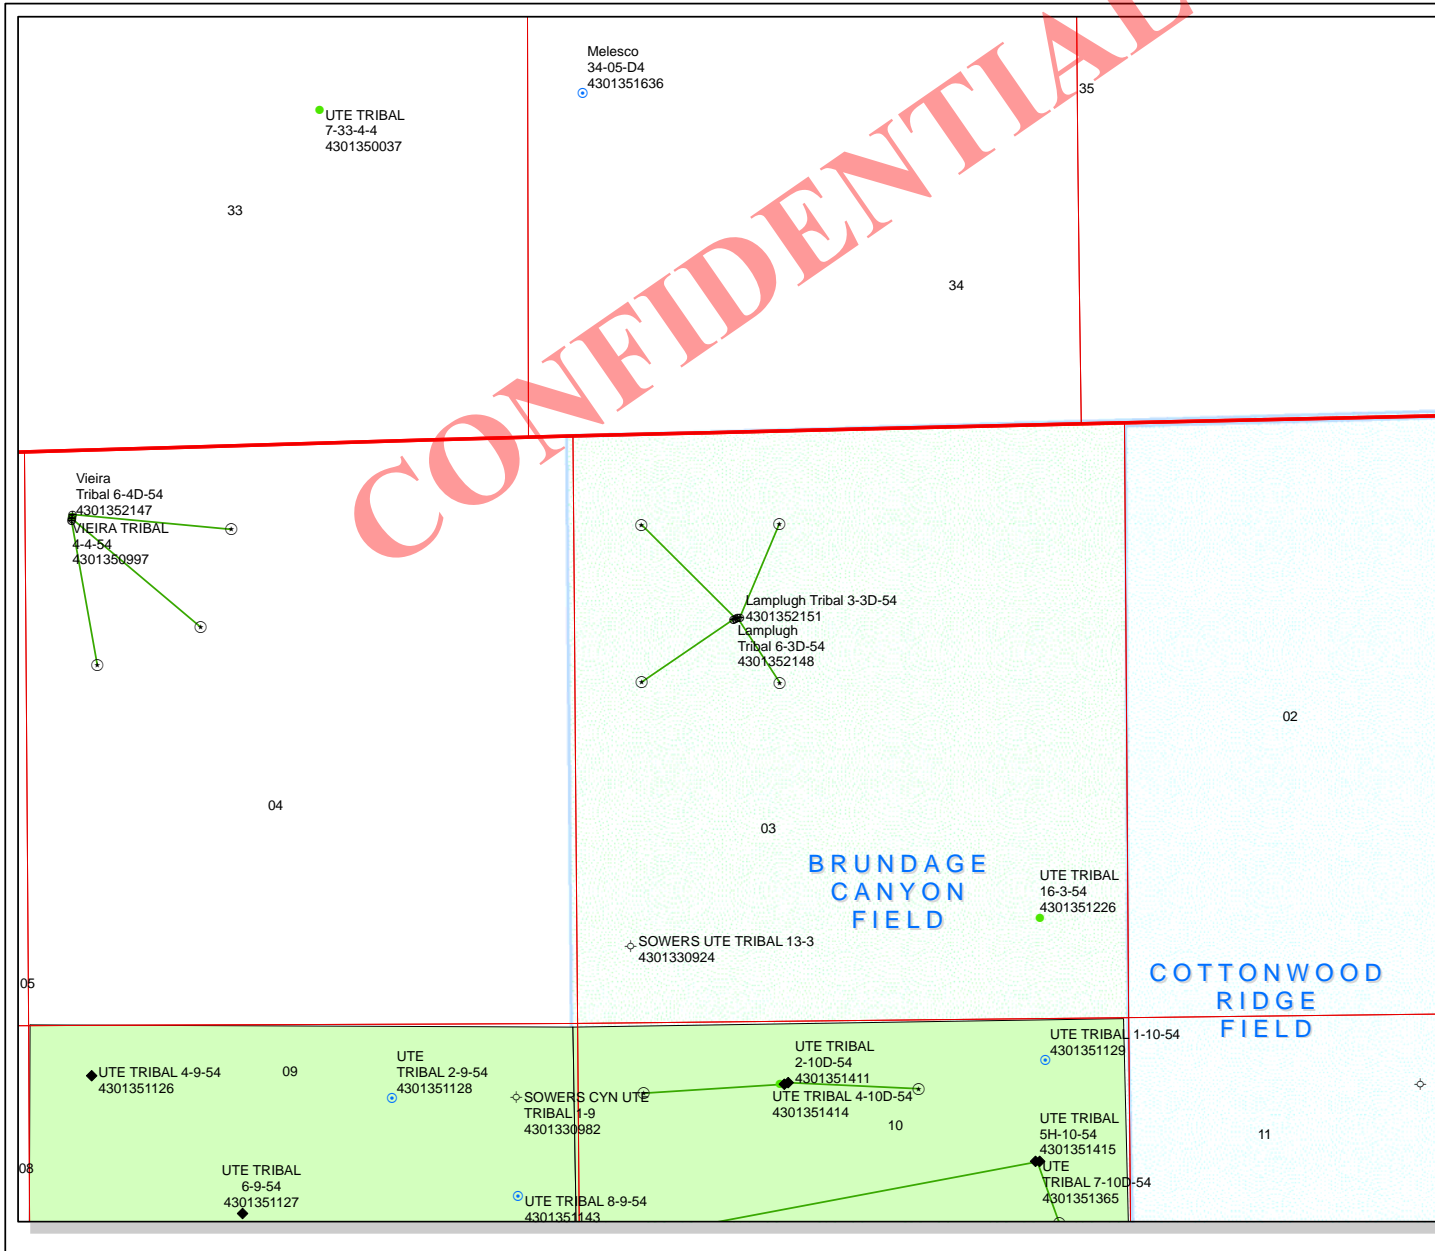 CONFIDENTIAL
Melesco
34-05-D4
4301351636
35
UTE TRIBAL
7-33-4-4
4301350037
33
34
Vieira
Tribal 6-4D-54
4301352147
VIEIRA TRIBAL
4-4-54
4301350997
Lamplugh Tribal 3-3D-54
4301352151
Lamplugh
Tribal 6-3D-54
4301352148
02
04
03
BRUNDAGE
CANYON
FIELD
UTE TRIBAL
16-3-54
4301351226
SOWERS UTE TRIBAL 13-3
4301330924
05
COTTONWOOD
RIDGE
FIELD
UTE TRIBAL 4-9-54
4301351126
09
UTE
TRIBAL 2-9-54
4301351128
SOWERS CYN UTE
TRIBAL 1-9
4301330982
UTE TRIBAL
2-10D-54
4301351411
UTE TRIBAL 4-10D-54
4301351414
10
UTE TRIBAL 1-10-54
4301351129
UTE TRIBAL
5H-10-54
4301351415
UTE
TRIBAL 7-10D-54
4301351365
11
08
UTE TRIBAL
6-9-54
4301351127
UTE TRIBAL 8-9-54
4301351143